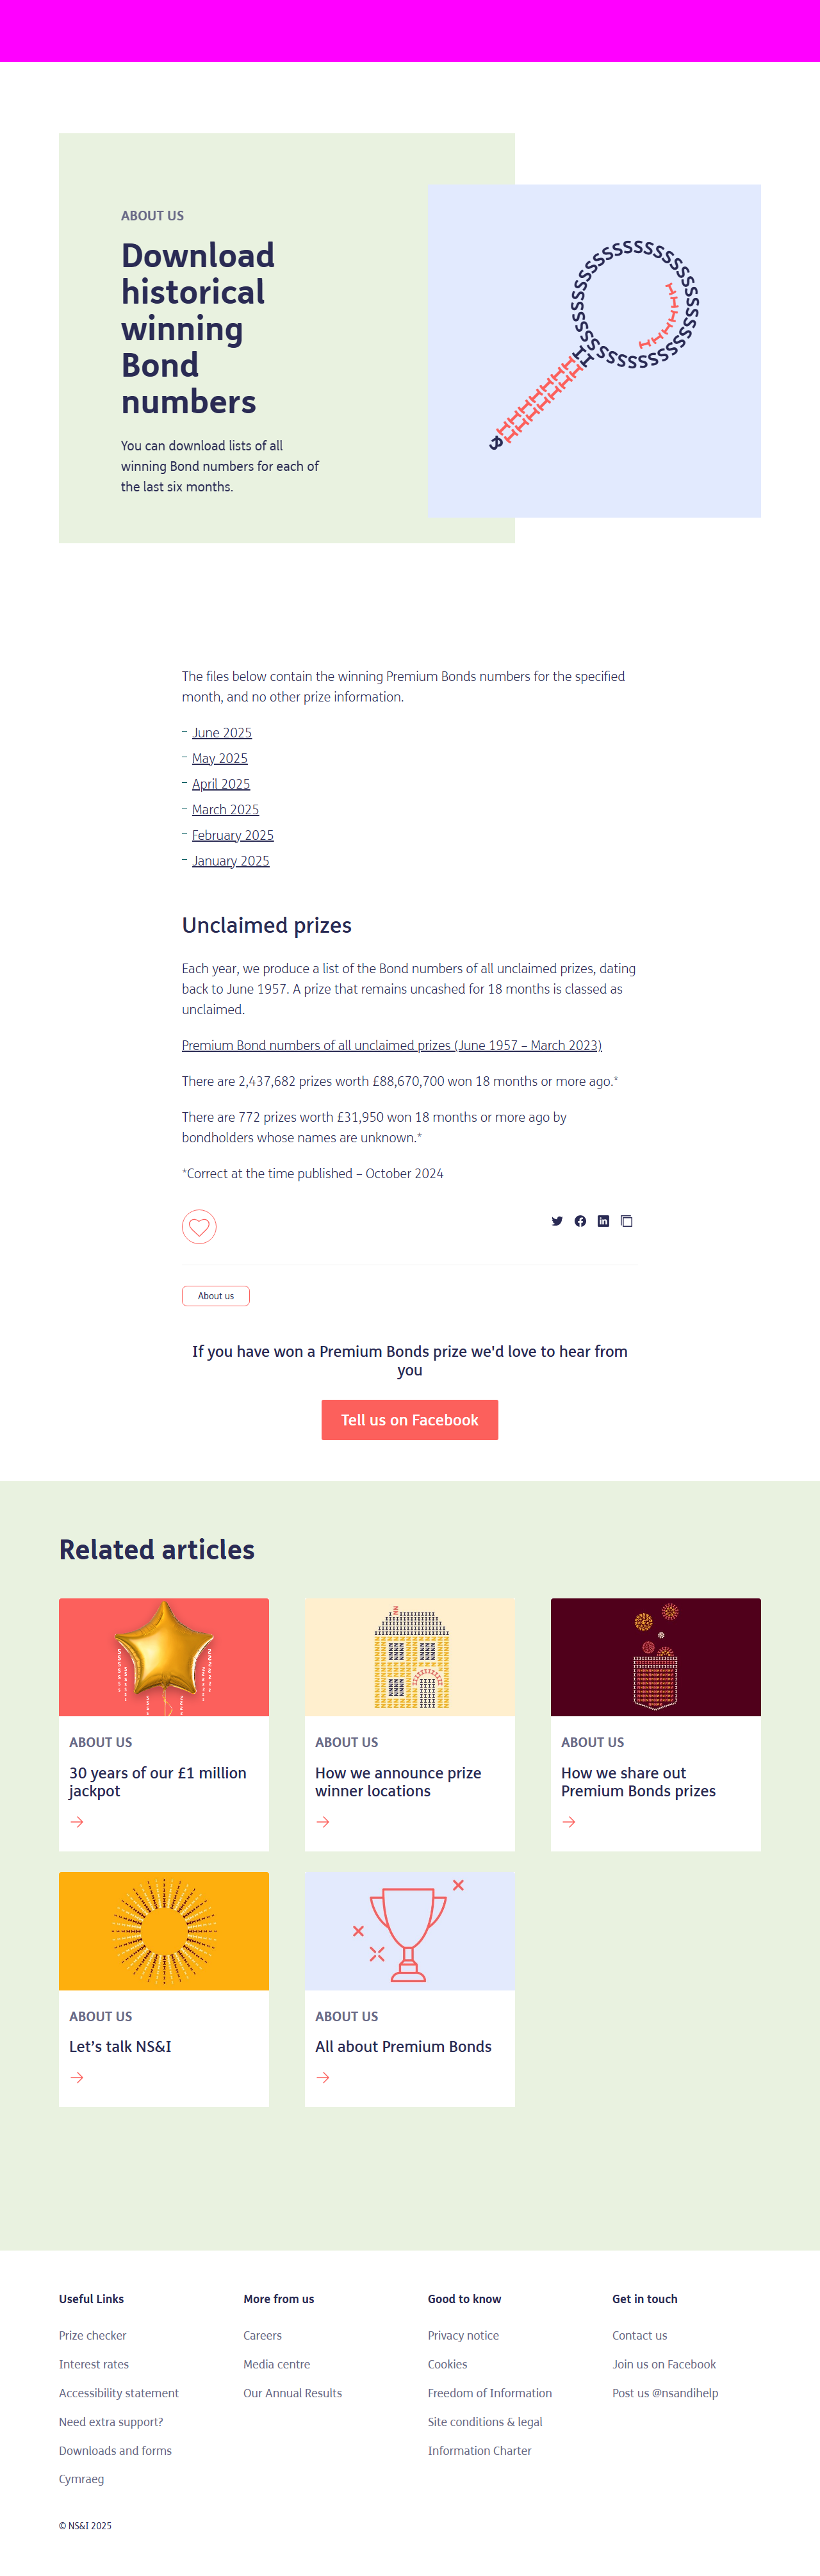 ABOUT US
Download
historical
winning
Bond
numbers
You can download lists of all
winning Bond numbers for each of
the last six months.
The files below contain the winning Premium Bonds numbers for the specified
month, and no other prize information.
– June 2025
– May 2025
– April 2025
– March 2025
– February 2025
– January 2025
Unclaimed prizes
Each year, we produce a list of the Bond numbers of all unclaimed prizes, dating
back to June 1957. A prize that remains uncashed for 18 months is classed as
unclaimed.
Premium Bond numbers of all unclaimed prizes (June 1957 – March 2023)
There are 2,437,682 prizes worth £88,670,700 won 18 months or more ago.*
There are 772 prizes worth £31,950 won 18 months or more ago by
bondholders whose names are unknown.*
*Correct at the time published – October 2024
About us
If you have won a Premium Bonds prize we'd love to hear from
you
Tell us on Facebook
Related articles
ABOUT US
30 years of our £1 million
jackpot
ABOUT US
How we announce prize
winner locations
ABOUT US
How we share out
Premium Bonds prizes
ABOUT US
Let’s talk NS&I
ABOUT US
All about Premium Bonds
Useful Links
Prize checker
Interest rates
Accessibility statement
Need extra support?
Downloads and forms
Cymraeg
More from us
Careers
Media centre
Our Annual Results
Good to know
Privacy notice
Cookies
Freedom of Information
Site conditions & legal
Information Charter
Get in touch
Contact us
Join us on Facebook
Post us @nsandihelp
© NS&I 2025